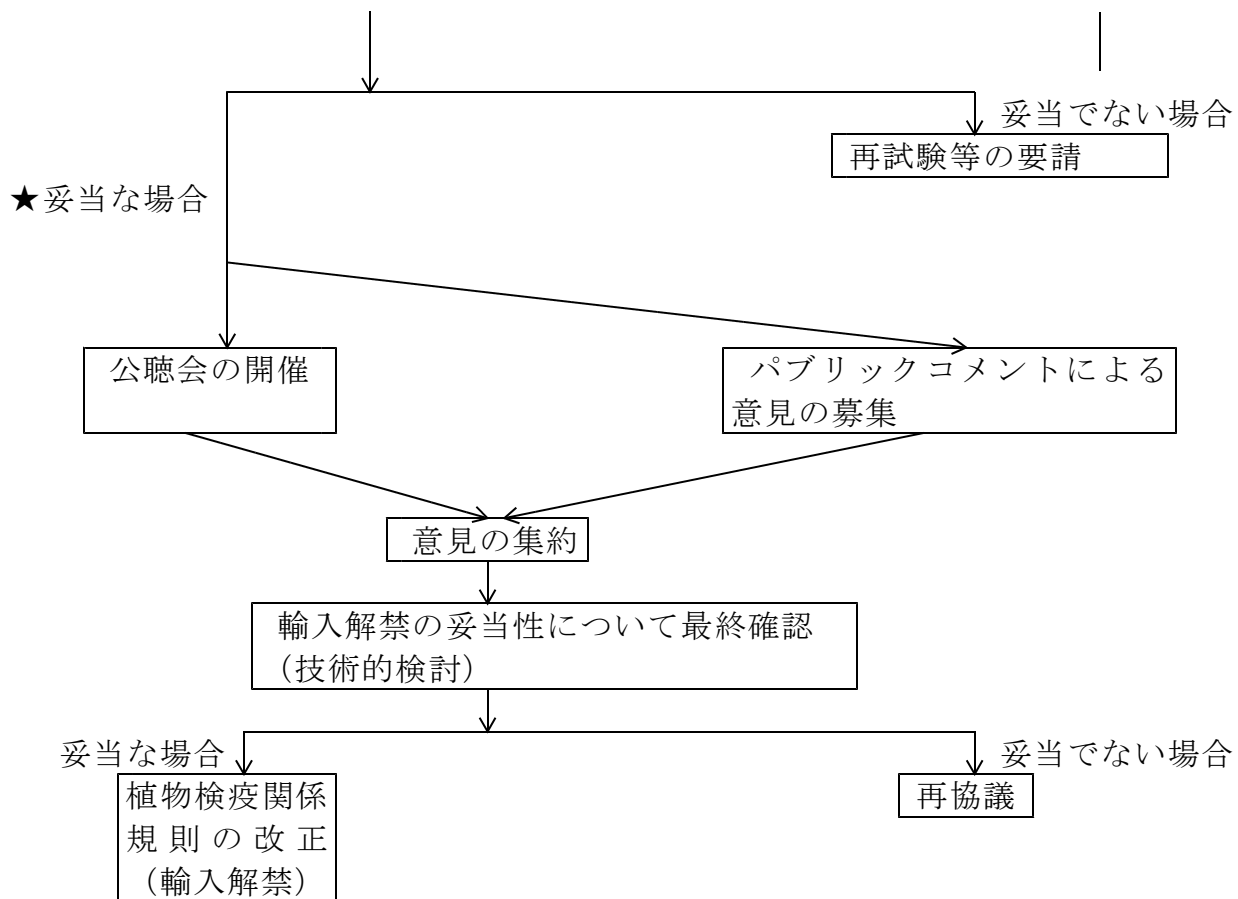 妥当でない場合
再試験等の要請
★妥当な場合
公聴会の開催
パブリックコメントによる
意見の募集
意見の集約
輸入解禁の妥当性について最終確認
（技術的検討）
妥当な場合
妥当でない場合
植物検疫関係
規則の改正
（輸入解禁）
再協議